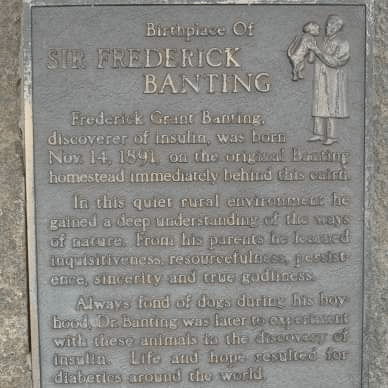 Birthplace Of
SIR FREDERICK
BANTING
Frederick Grant Banting,
discoverer of insulin, was born
Nov. 14, 1891, on the original Banting
homestead immediately behind this cairn.
In this quiet rural environment he
gained a deep understanding of the ways
of nature. From his parents he learned
inquisitiveness, resourcefulness, persist-
ence, sincerity and true godliness.
Always fond of dogs during his boy-
hood, Dr. Banting was later to experiment
with these animals in the discovery of
insulin. Life and hope resulted for
diabetics around the world.